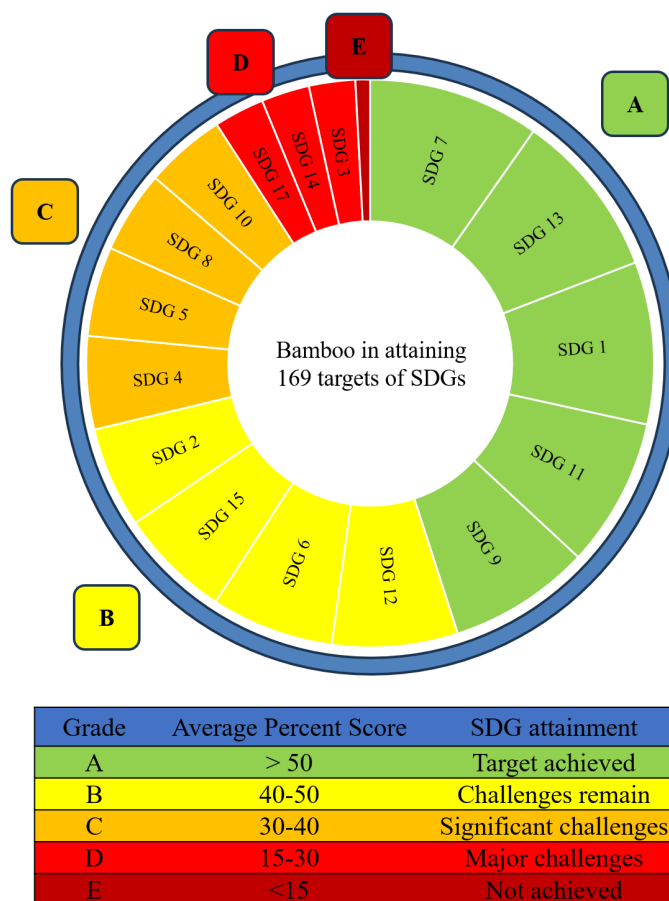 E
D
A
C
B
SDG 7
SDG 13
SDG 1
SDG 11
SDG 9
SDG 12
SDG 6
SDG 15
SDG 2
SDG 4
SDG 5
SDG 8
SDG 10
SDG 17
SDG 14
SDG 3
Bamboo in attaining
169 targets of SDGs
Grade Average Percent Score SDG attainment
A > 50 Target achieved
B 40-50 Challenges remain
C 30-40 Significant challenges
D 15-30 Major challenges
E <15 Not achieved